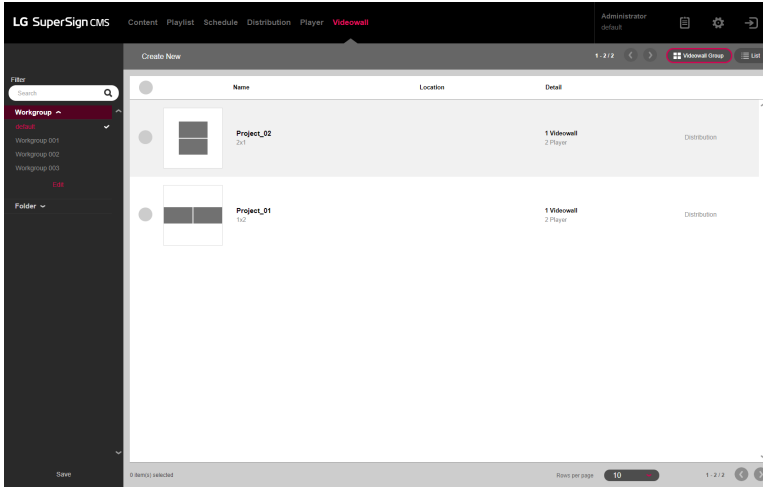 LG SuperSign CMS
Content Playlist Schedule Distribution Player Videowall
Administrator
default
Create New
1 - 2 / 2
Videowall Group
List
Filter
Search
Workgroup
default
Workgroup 001
Workgroup 002
Workgroup 003
Edit
Folder
Save
Name Location Detail
Project_02
2x1
1 Videowall
2 Player
Distribution
Project_01
1x2
1 Videowall
2 Player
Distribution
0 item(s) selected
Rows per page
10
1 - 2 / 2